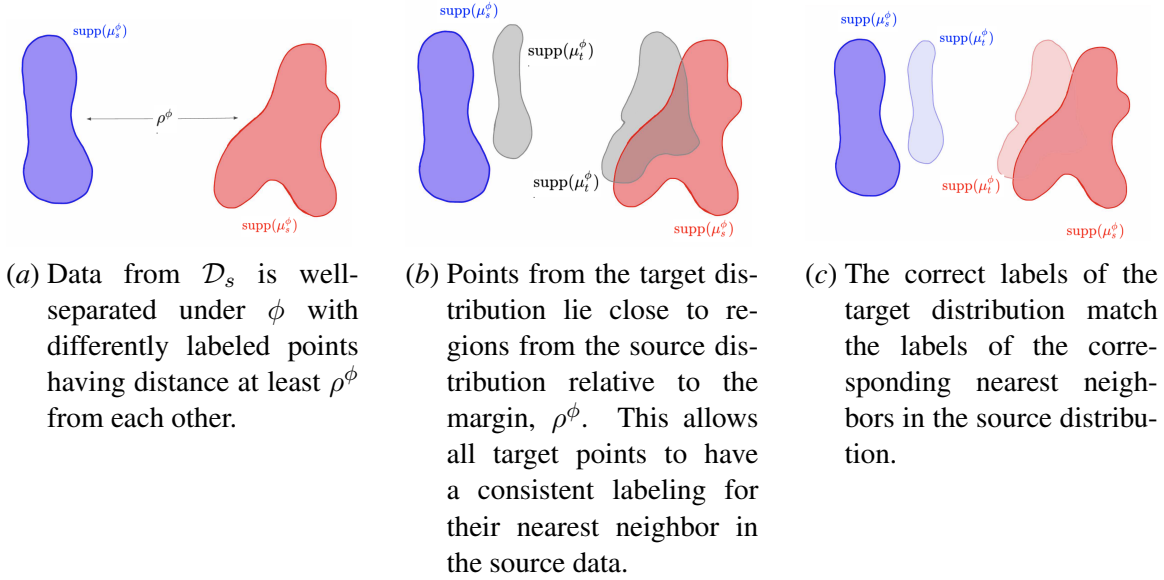 supp(μ_s^ϕ)
ρ^ϕ
supp(μ_s^ϕ)
(a) Data from 𝒟_s is well-
separated under ϕ with
differently labeled points
having distance at least ρ^ϕ
from each other.
supp(μ_s^ϕ)
supp(μ_t^ϕ)
supp(μ_t^ϕ)
supp(μ_s^ϕ)
(b) Points from the target dis-
tribution lie close to re-
gions from the source dis-
tribution relative to the
margin, ρ^ϕ. This allows
all target points to have
a consistent labeling for
their nearest neighbor in
the source data.
supp(μ_s^ϕ)
supp(μ_t^ϕ)
supp(μ_t^ϕ)
supp(μ_s^ϕ)
(c) The correct labels of the
target distribution match
the labels of the corre-
sponding nearest neigh-
bors in the source distribu-
tion.